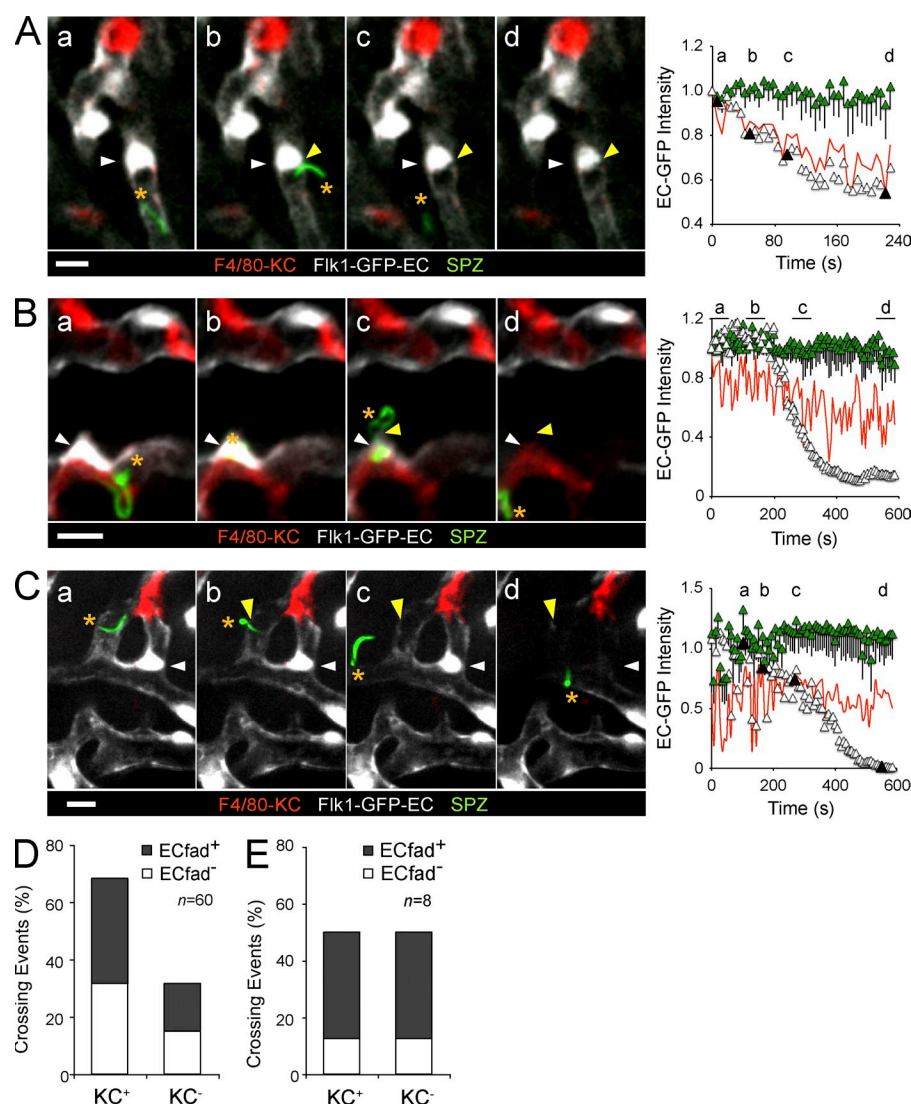 A
a b c d
* * *
F4/80-KC Flk1-GFP-EC SPZ
EC-GFP Intensity
1.2
1.0
0.8
0.6
0.4
a b c d
0 80 160 240
Time (s)
B
a b c d
* * * *
F4/80-KC Flk1-GFP-EC SPZ
EC-GFP Intensity
1.2
0.8
0.4
0
a b c d
0 200 400 600
Time (s)
C
a b c d
* * * *
F4/80-KC Flk1-GFP-EC SPZ
EC-GFP Intensity
1.5
1.0
0.5
0
a b c d
0 200 400 600
Time (s)
D
Crossing Events (%)
80
60
40
20
0
ECfad+
ECfad-
n=60
KC+ KC-
E
Crossing Events (%)
80
60
40
20
0
ECfad+
ECfad-
n=8
KC+ KC-